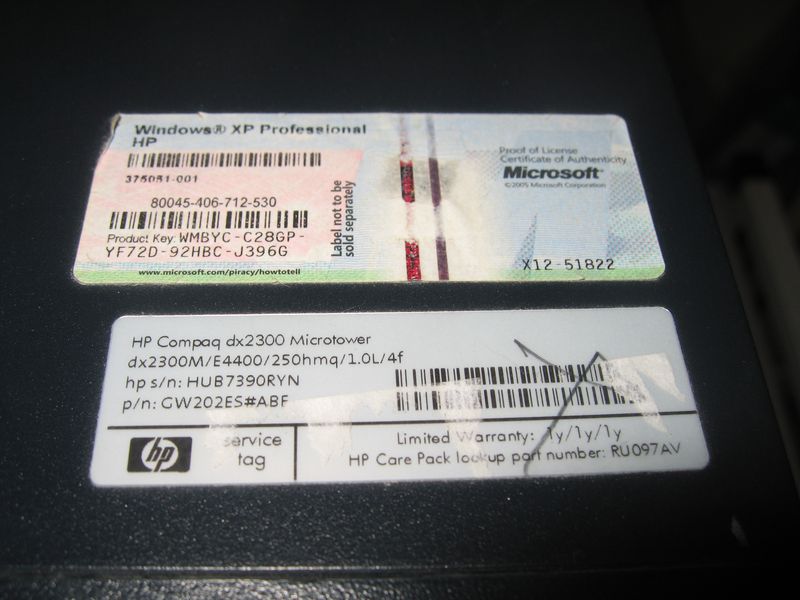 Windows® XP Professional
HP
375051-001
80045-406-712-530
Product Key: WMBYC-C28GP-
YF72D-92HBC-J396G
www.microsoft.com/piracy/howtotell
Label not to be
sold separately
Proof of License
Certificate of Authenticity
Microsoft®
©2005 Microsoft Corporation
X12-51822
HP Compaq dx2300 Microtower
dx2300M/E4400/250hmq/1.0L/4f
hp s/n: HUB7390RYN
p/n: GW202ES#ABF
hp
service
tag
Limited Warranty: 1y/1y/1y
HP Care Pack lookup part number: RU097AV